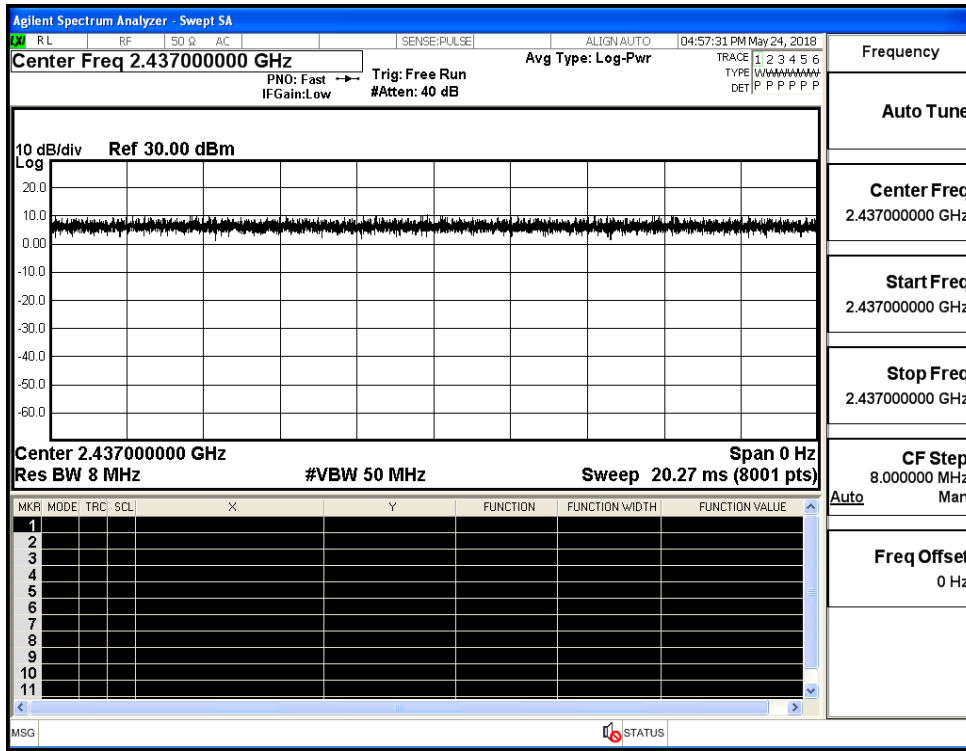 Agilent Spectrum Analyzer - Swept SA
LXI RL RF 50 Ω AC SENSE:PULSE ALIGN AUTO 04:57:31 PM May 24, 2018
Center Freq 2.437000000 GHz Avg Type: Log-Pwr TRACE 1 2 3 4 5 6
PNO: Fast Trig: Free Run TYPE
IFGain:Low #Atten: 40 dB DET P P P P P P
10 dB/div Ref 30.00 dBm
Log
20.0
10.0
0.00
-10.0
-20.0
-30.0
-40.0
-50.0
-60.0
Center 2.437000000 GHz Span 0 Hz
Res BW 8 MHz #VBW 50 MHz Sweep 20.27 ms (8001 pts)
MKR MODE TRC SCL X Y FUNCTION FUNCTION WIDTH FUNCTION VALUE
1
2
3
4
5
6
7
8
9
10
11
MSG STATUS
Frequency
Auto Tune
Center Freq
2.437000000 GHz
Start Freq
2.437000000 GHz
Stop Freq
2.437000000 GHz
CF Step
8.000000 MHz
Auto Man
Freq Offset
0 Hz